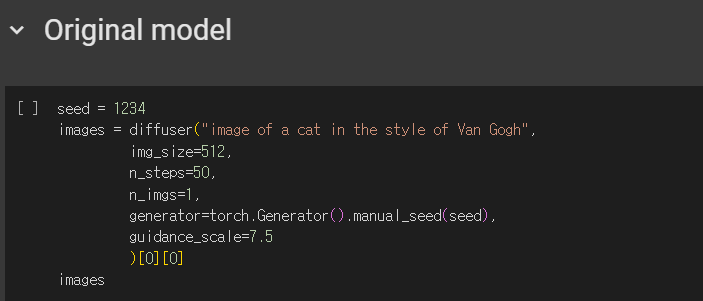 Original model
[ ] seed = 1234
images = diffuser("image of a cat in the style of Van Gogh",
img_size=512,
n_steps=50,
n_imgs=1,
generator=torch.Generator().manual_seed(seed),
guidance_scale=7.5
)[0][0]
images